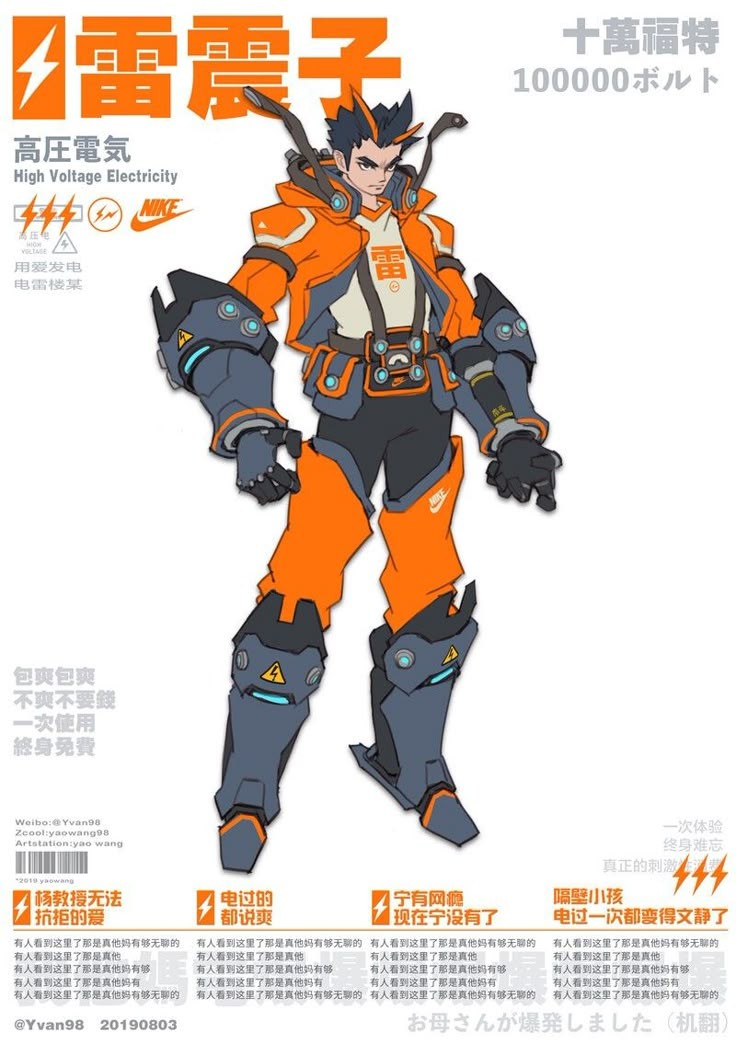 雷震子
十萬福特
100000ボルト
高圧電気
High Voltage Electricity
NIKE
高压电
HIGH
VOLTAGE
用爱发电
电雷楼某
雷
NIKE
包爽包爽
不爽不要錢
一次使用
終身免費
Weibo:@Yvan98
Zcool:yaowang98
Artstation:yao wang
*2019 yaowang
一次体验
终身难忘
真正的刺激性消费
杨教授无法
抗拒的爱
电过的
都说爽
宁有网瘾
现在宁没有了
隔壁小孩
电过一次都变得文静了
有人看到这里了那是真他妈有够无聊的
有人看到这里了那是真他
有人看到这里了那是真他妈有够
有人看到这里了那是真他妈有
有人看到这里了那是真他妈有够无聊的
有人看到这里了那是真他妈有够无聊的
有人看到这里了那是真他
有人看到这里了那是真他妈有够
有人看到这里了那是真他妈有
有人看到这里了那是真他妈有够无聊的
有人看到这里了那是真他妈有够无聊的
有人看到这里了那是真他
有人看到这里了那是真他妈有够
有人看到这里了那是真他妈有
有人看到这里了那是真他妈有够无聊的
有人看到这里了那是真他妈有够无聊的
有人看到这里了那是真他
有人看到这里了那是真他妈有够
有人看到这里了那是真他妈有
有人看到这里了那是真他妈有够无聊的
@Yvan98 20190803
お母さんが爆発しました（机翻）